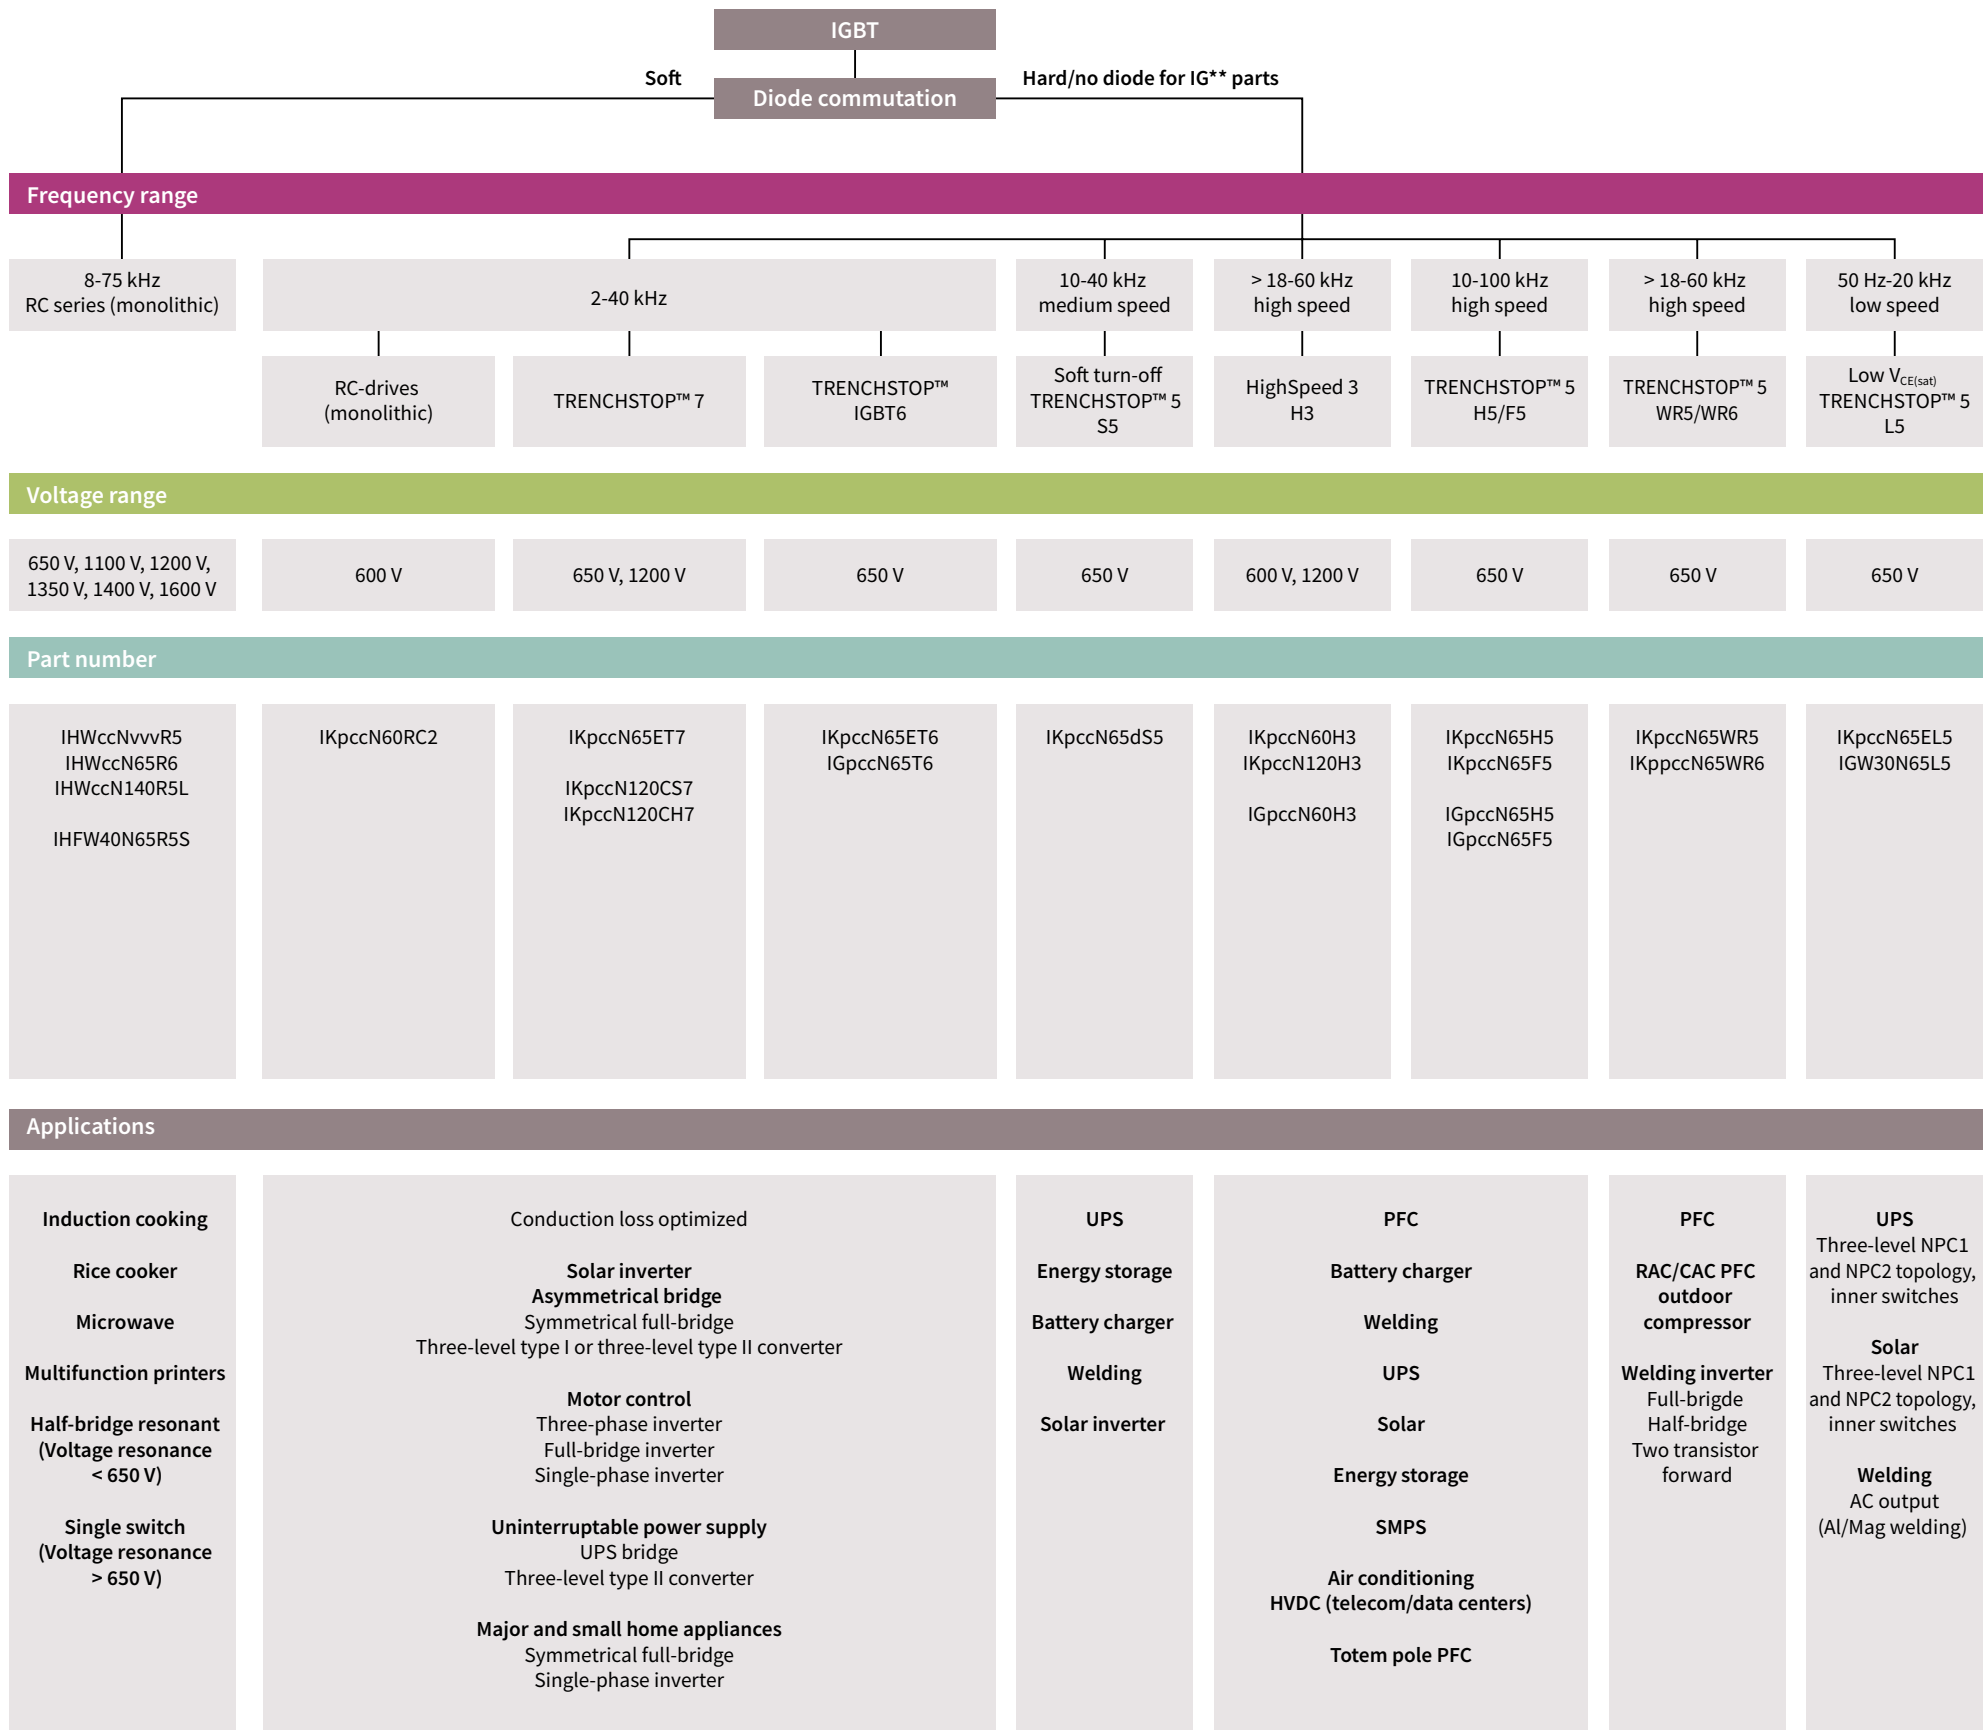 IGBT
Soft
Hard/no diode for IG** parts
Diode commutation
Frequency range
8-75 kHz
RC series (monolithic)
2-40 kHz
10-40 kHz
medium speed
> 18-60 kHz
high speed
10-100 kHz
high speed
> 18-60 kHz
high speed
50 Hz-20 kHz
low speed
RC-drives
(monolithic)
TRENCHSTOP™ 7
TRENCHSTOP™
IGBT6
Soft turn-off
TRENCHSTOP™ 5
S5
HighSpeed 3
H3
TRENCHSTOP™ 5
H5/F5
TRENCHSTOP™ 5
WR5/WR6
Low VCE(sat)
TRENCHSTOP™ 5
L5
Voltage range
650 V, 1100 V, 1200 V,
1350 V, 1400 V, 1600 V
600 V
650 V, 1200 V
650 V
650 V
600 V, 1200 V
650 V
650 V
650 V
Part number
IHWccNvvvR5
IHWccN65R6
IHWccN140R5L
IHFW40N65R5S
IKpccN60RC2
IKpccN65ET7
IKpccN120CS7
IKpccN120CH7
IKpccN65ET6
IGpccN65T6
IKpccN65dS5
IKpccN60H3
IKpccN120H3
IGpccN60H3
IKpccN65H5
IKpccN65F5
IGpccN65H5
IGpccN65F5
IKpccN65WR5
IKppccN65WR6
IKpccN65EL5
IGW30N65L5
Applications
Induction cooking
Rice cooker
Microwave
Multifunction printers
Half-bridge resonant
(Voltage resonance
< 650 V)
Single switch
(Voltage resonance
> 650 V)
Conduction loss optimized
Solar inverter
Asymmetrical bridge
Symmetrical full-bridge
Three-level type I or three-level type II converter
Motor control
Three-phase inverter
Full-bridge inverter
Single-phase inverter
Uninterruptable power supply
UPS bridge
Three-level type II converter
Major and small home appliances
Symmetrical full-bridge
Single-phase inverter
UPS
Energy storage
Battery charger
Welding
Solar inverter
PFC
Battery charger
Welding
UPS
Solar
Energy storage
SMPS
Air conditioning
HVDC (telecom/data centers)
Totem pole PFC
PFC
RAC/CAC PFC
outdoor
compressor
Welding inverter
Full-brigde
Half-bridge
Two transistor
forward
UPS
Three-level NPC1
and NPC2 topology,
inner switches
Solar
Three-level NPC1
and NPC2 topology,
inner switches
Welding
AC output
(Al/Mag welding)